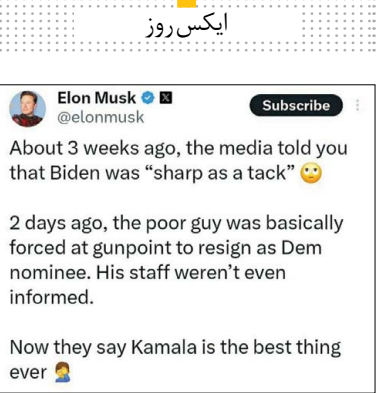 ایکس روز
Elon Musk
Subscribe
@elonmusk
About 3 weeks ago, the media told you
that Biden was “sharp as a tack” 🙄
2 days ago, the poor guy was basically
forced at gunpoint to resign as Dem
nominee. His staff weren’t even
informed.
Now they say Kamala is the best thing
ever 🤦